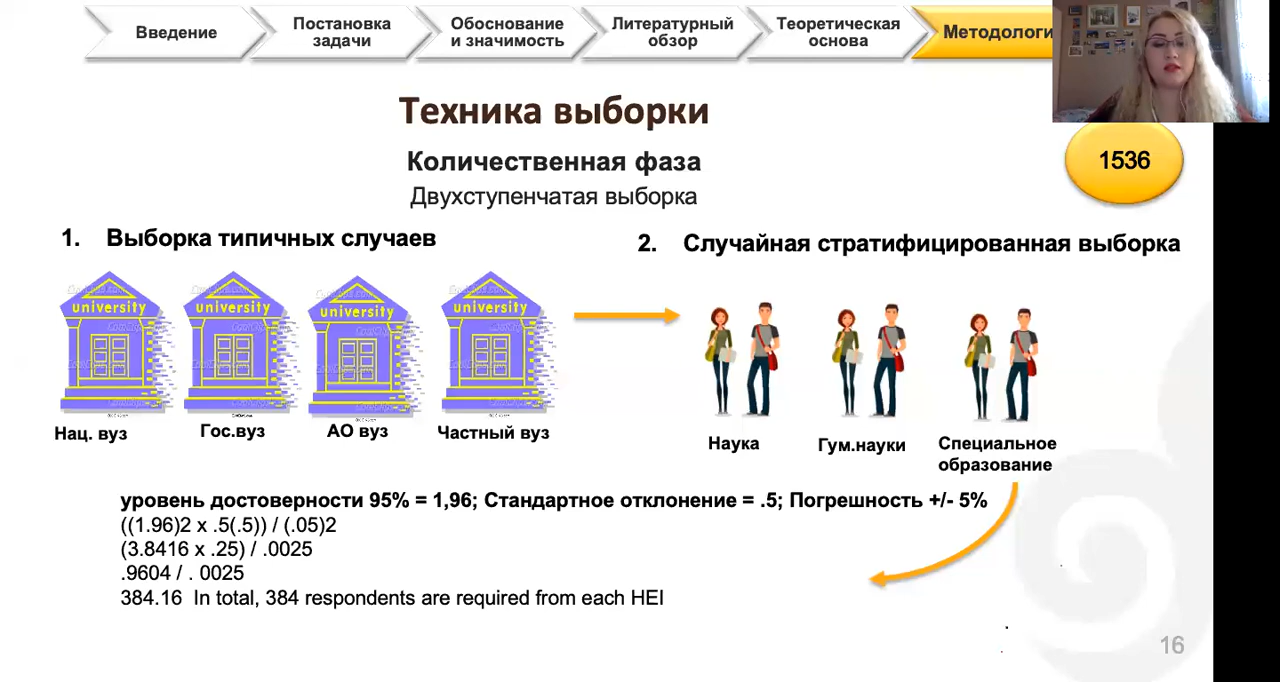 Введение
Постановка
задачи
Обоснование
и значимость
Литературный
обзор
Теоретическая
основа
Методологи
Техника выборки
Количественная фаза
Двухступенчатая выборка
1536
1. Выборка типичных случаев
2. Случайная стратифицированная выборка
university
university
university
university
Нац. вуз
Гос.вуз
АО вуз
Частный вуз
Наука
Гум.науки
Специальное
образование
уровень достоверности 95% = 1,96; Стандартное отклонение = .5; Погрешность +/- 5%
((1.96)2 x .5(.5)) / (.05)2
(3.8416 x .25) / .0025
.9604 / . 0025
384.16 In total, 384 respondents are required from each HEI
16